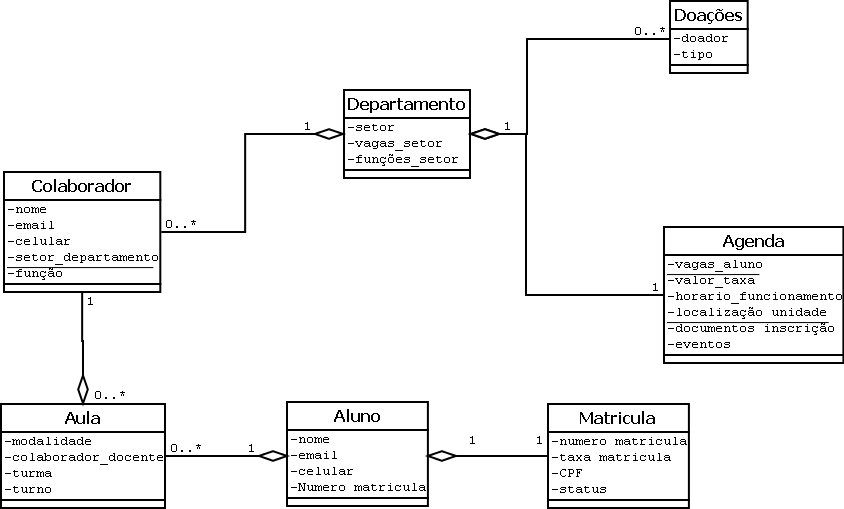 Doações
-doador
-tipo
0..*
Departamento
-setor
-vagas_setor
-funções_setor
1
1
Colaborador
-nome
-email
-celular
-setor_departamento
-função
0..*
1
Agenda
-vagas_aluno
-valor_taxa
-horario_funcionamento
-localização unidade
-documentos inscrição
-eventos
1
0..*
Aula
-modalidade
-colaborador_docente
-turma
-turno
0..*
1
Aluno
-nome
-email
-celular
-Numero matricula
1
1
Matricula
-numero matricula
-taxa matricula
-CPF
-status